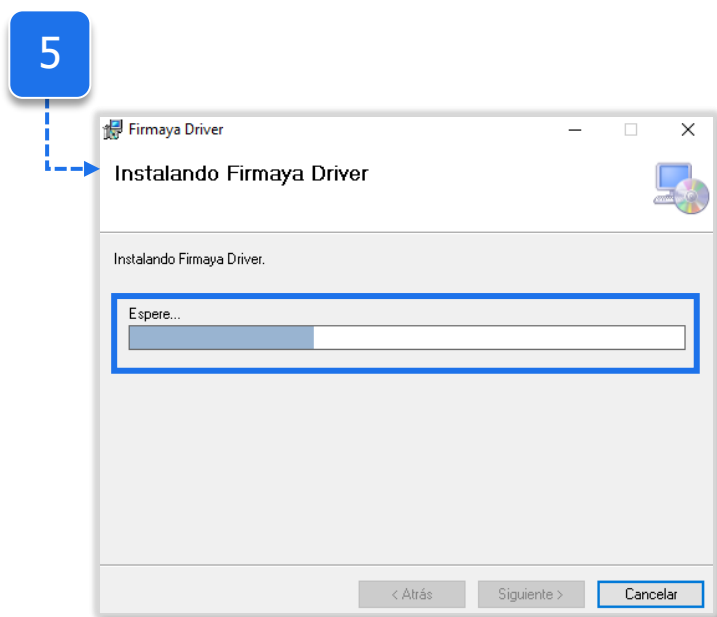 5
Firmaya Driver
Instalando Firmaya Driver
Instalando Firmaya Driver.
Espere...
< Atrás
Siguiente >
Cancelar